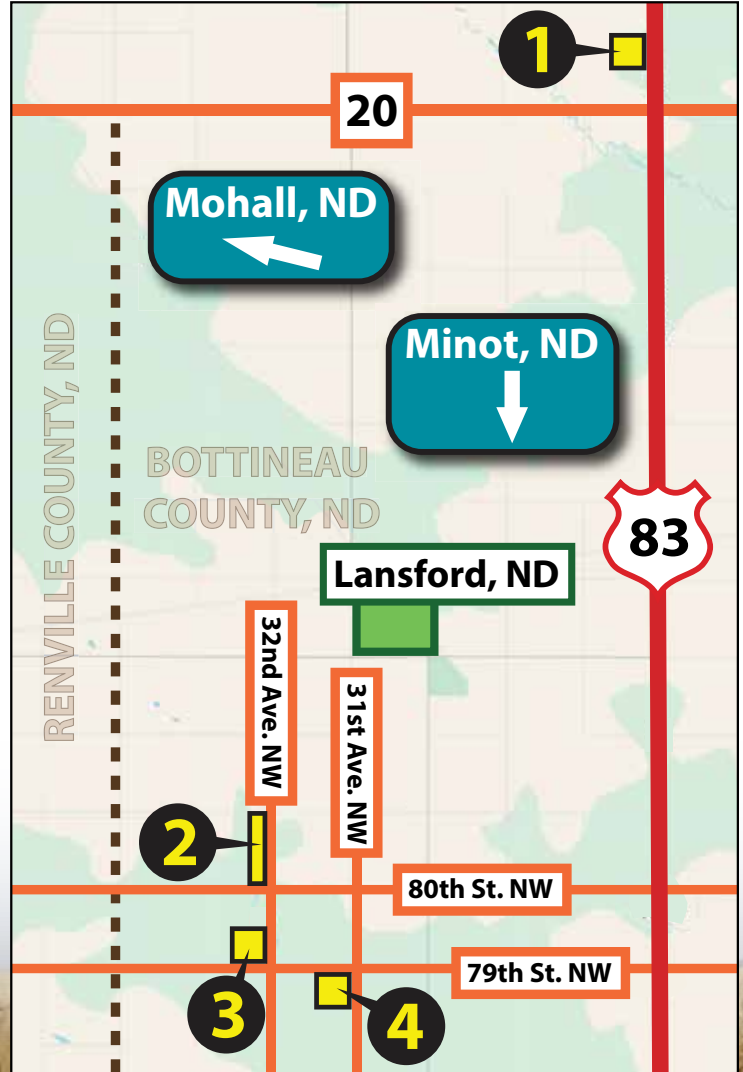 1
20
Mohall, ND
Minot, ND
RENVILLE COUNTY, ND
BOTTINEAU
COUNTY, ND
83
Lansford, ND
32nd Ave. NW
31st Ave. NW
2
80th St. NW
3
79th St. NW
4